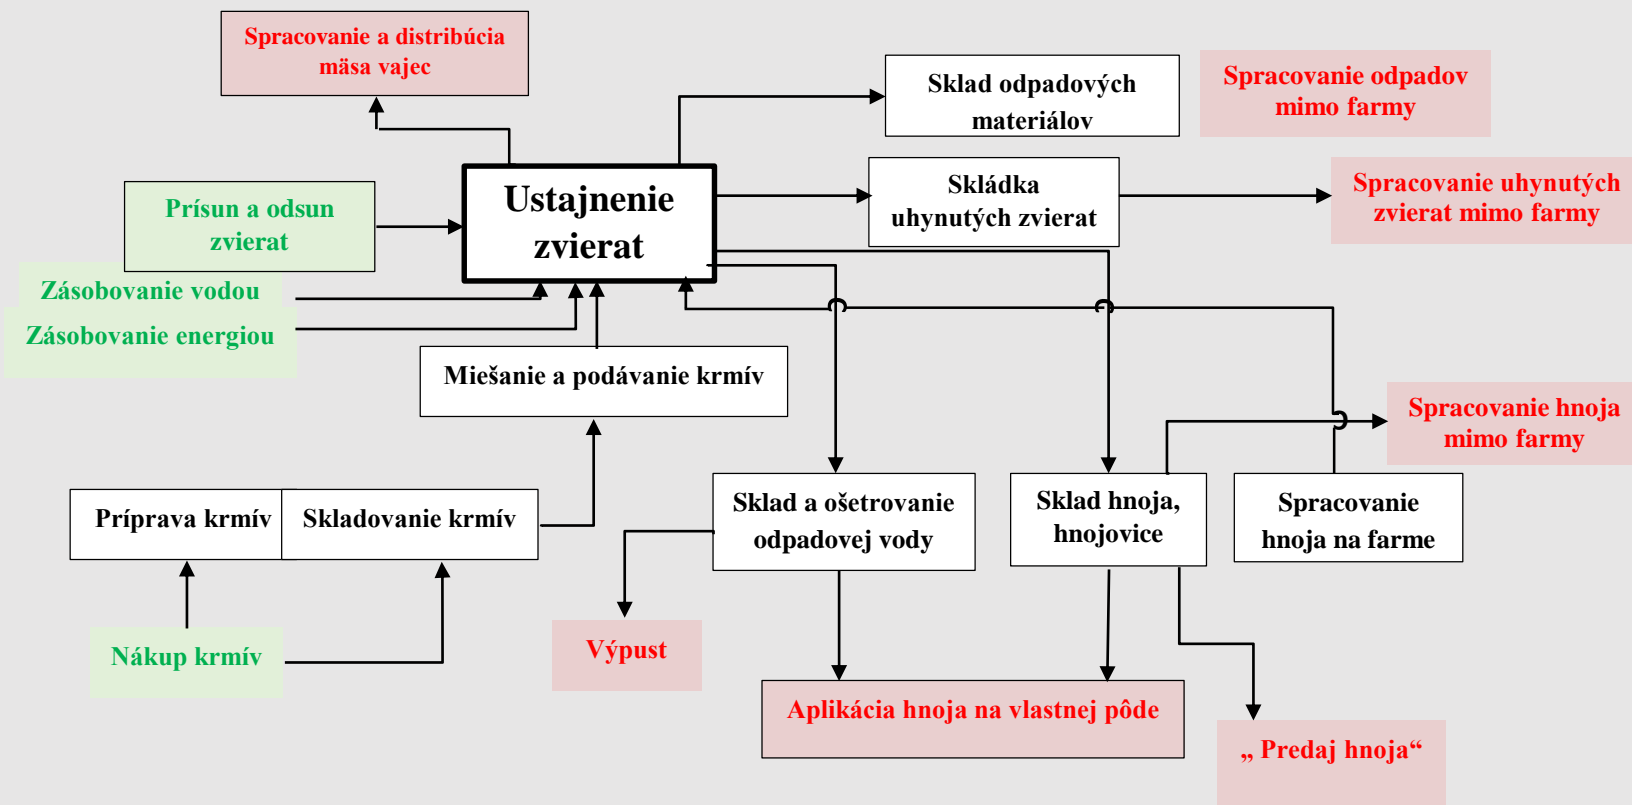 Spracovanie a distribúcia
mäsa vajec
Sklad odpadových
materiálov
Spracovanie odpadov
mimo farmy
Ustajnenie
zvierat
Skládka
uhynutých zvierat
Spracovanie uhynutých
zvierat mimo farmy
Prísun a odsun
zvierat
Zásobovanie vodou
Zásobovanie energiou
Miešanie a podávanie krmív
Spracovanie hnoja
mimo farmy
Príprava krmív
Skladovanie krmív
Sklad a ošetrovanie
odpadovej vody
Sklad hnoja,
hnojovice
Spracovanie
hnoja na farme
Nákup krmív
Výpust
Aplikácia hnoja na vlastnej pôde
„ Predaj hnoja“